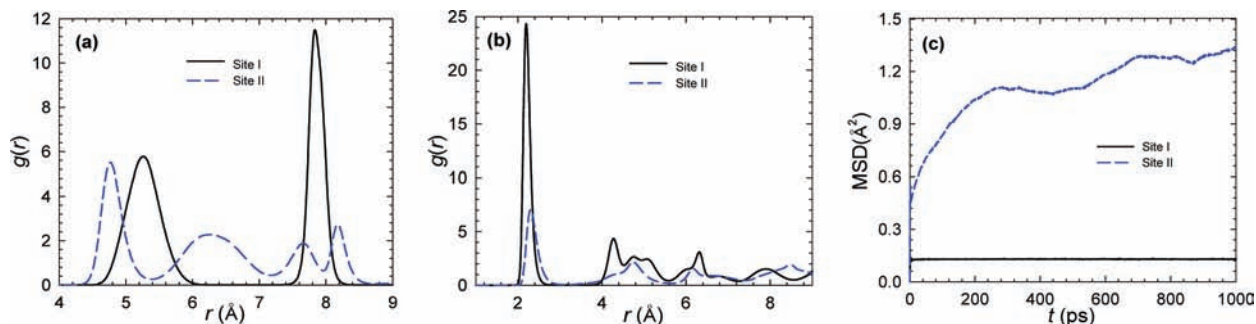 (a)
Site I
Site II
g(r)
12
10
8
6
4
2
0
4 5 6 7 8 9
r (Å)
(b)
Site I
Site II
g(r)
25
20
15
10
5
0
2 4 6 8
r (Å)
(c)
Site I
Site II
MSD(Å²)
1.5
1.2
0.9
0.6
0.3
0.0
0 200 400 600 800 1000
t (ps)